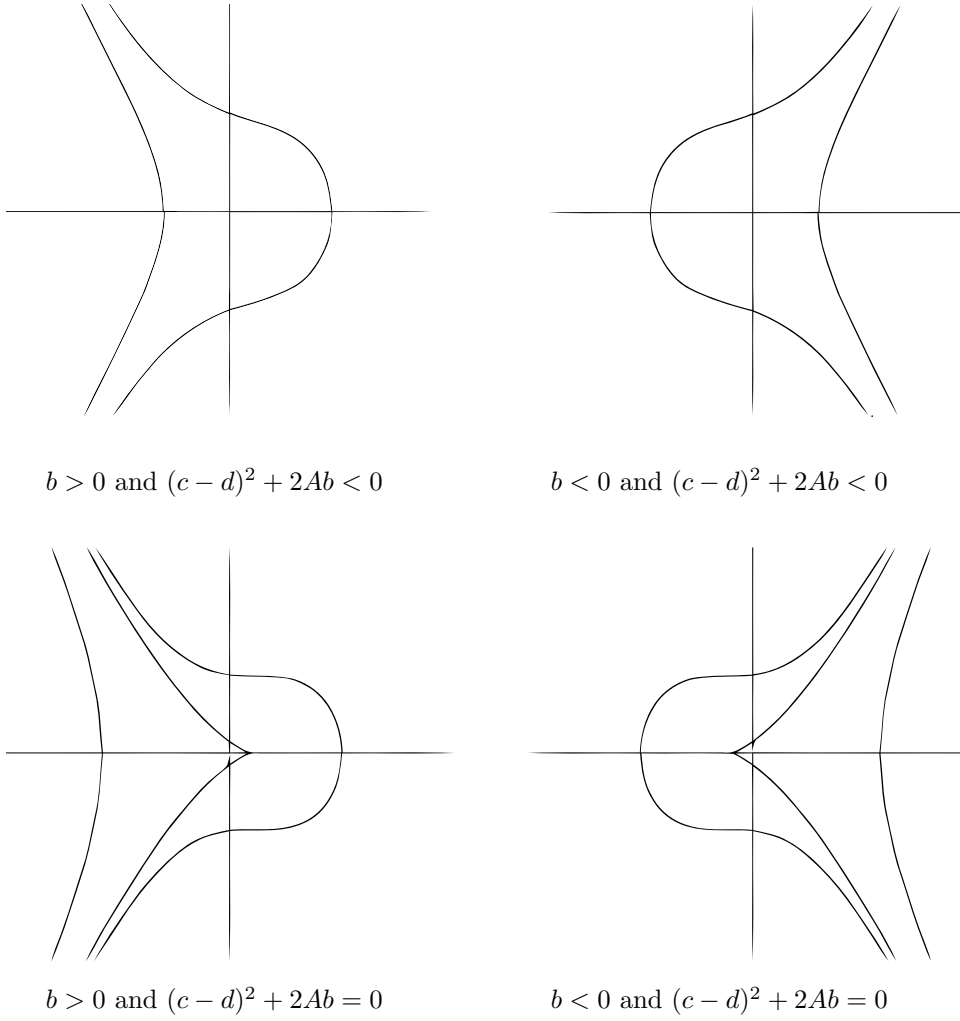 b > 0 and (c − d)² + 2Ab < 0
b < 0 and (c − d)² + 2Ab < 0
b > 0 and (c − d)² + 2Ab = 0
b < 0 and (c − d)² + 2Ab = 0